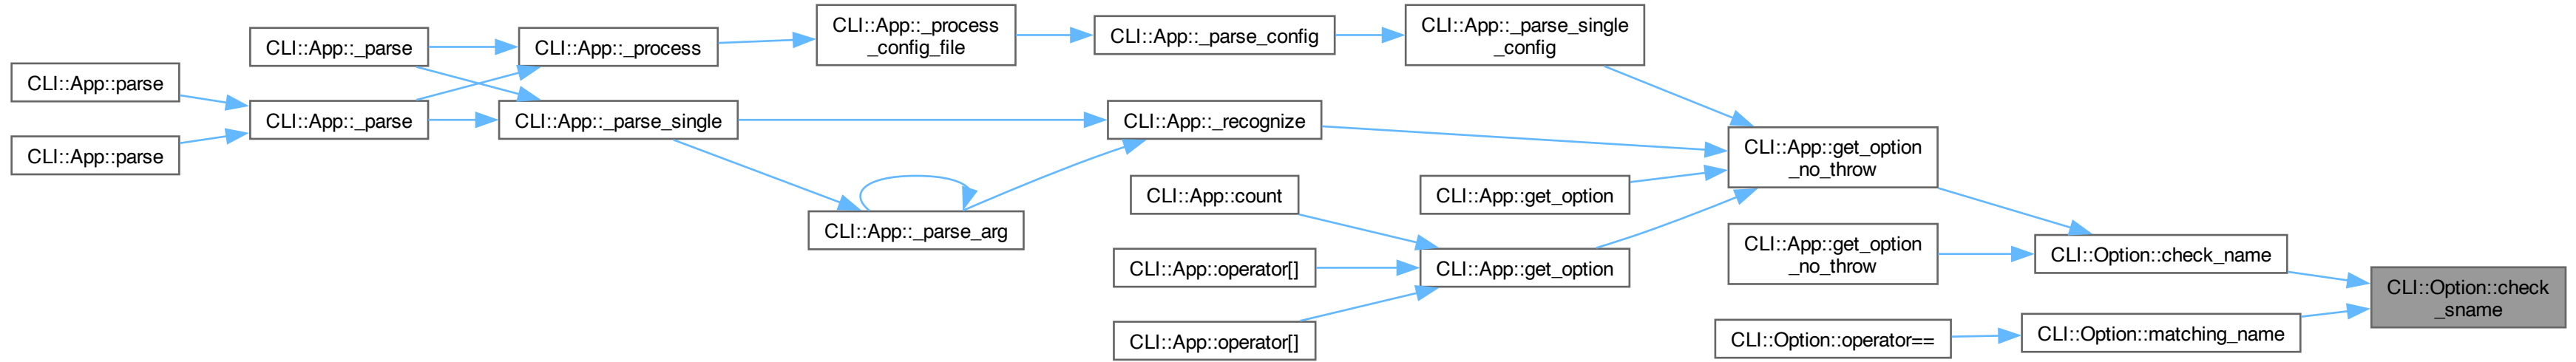 CLI::App::parse
CLI::App::parse
CLI::App::_parse
CLI::App::_parse
CLI::App::_process
CLI::App::_parse_single
CLI::App::_process
_config_file
CLI::App::_parse_arg
CLI::App::_parse_config
CLI::App::_recognize
CLI::App::count
CLI::App::operator[]
CLI::App::operator[]
CLI::App::_parse_single
_config
CLI::App::get_option
CLI::App::get_option
CLI::App::get_option
_no_throw
CLI::App::get_option
_no_throw
CLI::Option::operator==
CLI::Option::check_name
CLI::Option::matching_name
CLI::Option::check
_sname